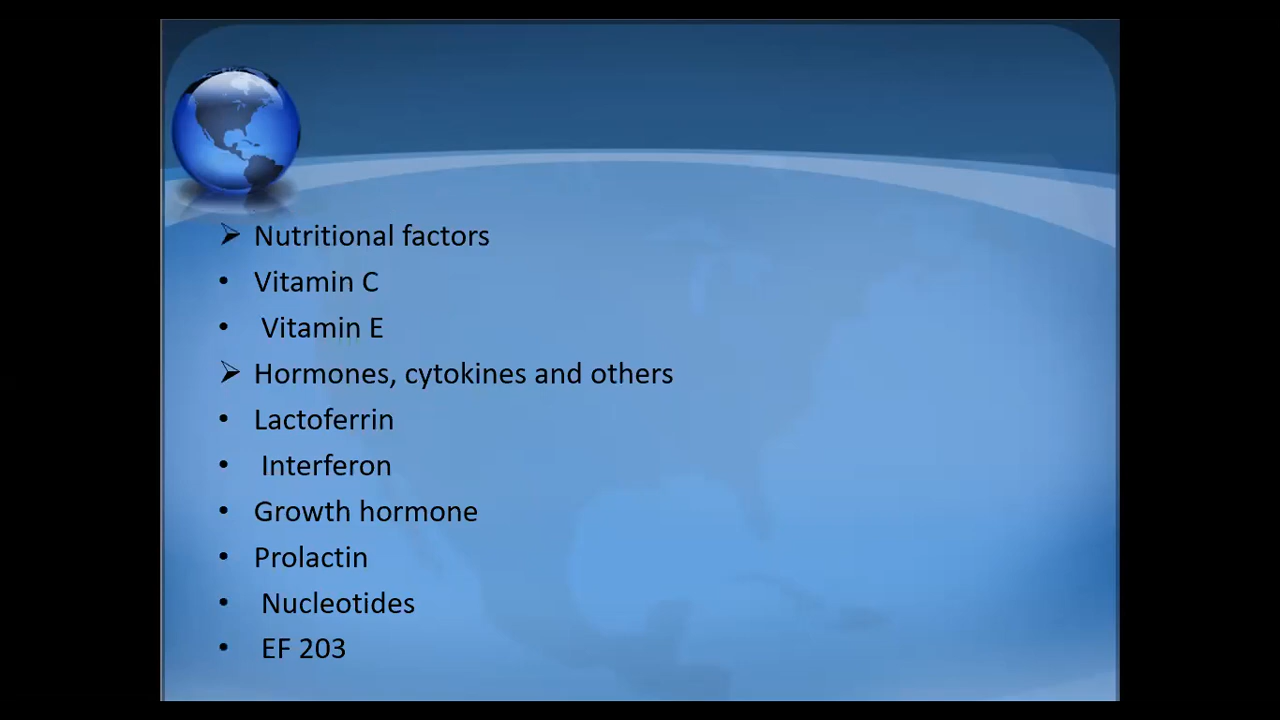 ➢ Nutritional factors
• Vitamin C
• Vitamin E
➢ Hormones, cytokines and others
• Lactoferrin
• Interferon
• Growth hormone
• Prolactin
• Nucleotides
• EF 203